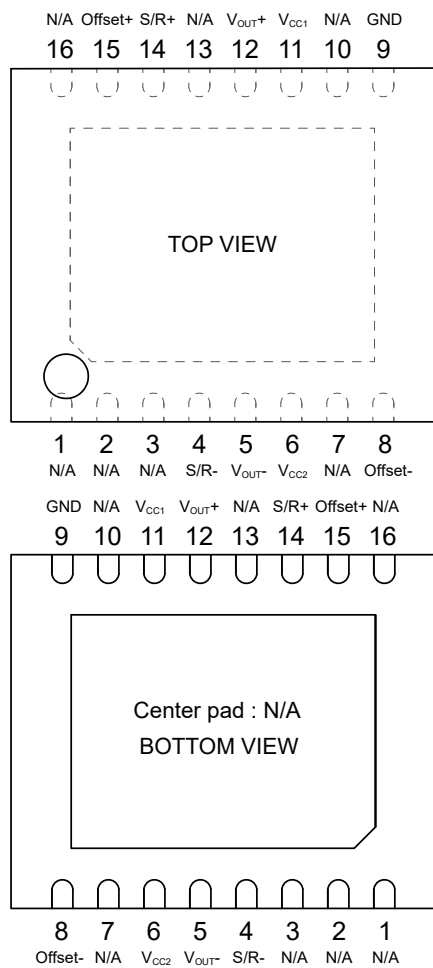 N/A Offset+ S/R+ N/A VOUT+ VCC1 N/A GND
16 15 14 13 12 11 10 9
TOP VIEW
1 2 3 4 5 6 7 8
N/A N/A N/A S/R- VOUT- VCC2 N/A Offset-
GND N/A VCC1 VOUT+ N/A S/R+ Offset+ N/A
9 10 11 12 13 14 15 16
Center pad : N/A
BOTTOM VIEW
8 7 6 5 4 3 2 1
Offset- N/A VCC2 VOUT- S/R- N/A N/A N/A